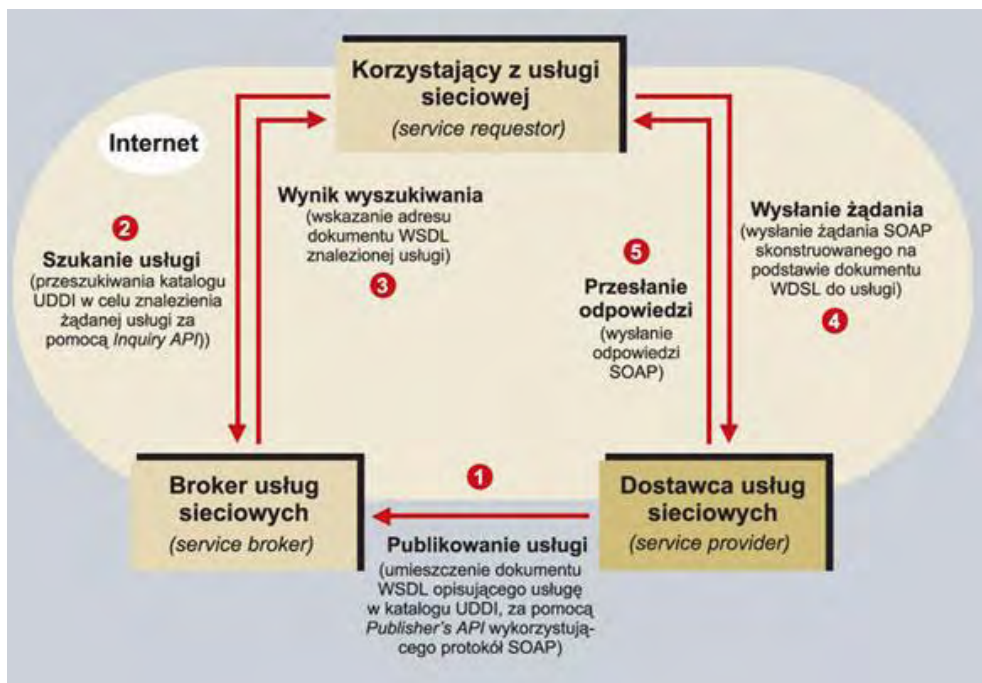 Korzystający z usługi
sieciowej
(service requestor)
Internet
2
Szukanie usługi
(przeszukiwania katalogu
UDDI w celu znalezienia
żądanej usługi za
pomocą Inquiry API))
Wynik wyszukiwania
(wskazanie adresu
dokumentu WSDL
znalezionej usługi)
3
5
Przesłanie
odpowiedzi
(wysłanie
odpowiedzi
SOAP)
Wysłanie żądania
(wysłanie żądania SOAP
skonstruowanego na
podstawie dokumentu
WDSL do usługi)
4
Broker usług
sieciowych
(service broker)
1
Publikowanie usługi
(umieszczenie dokumentu
WSDL opisującego usługę
w katalogu UDDI, za pomocą
Publisher's API wykorzystują-
cego protokół SOAP)
Dostawca usług
sieciowych
(service provider)